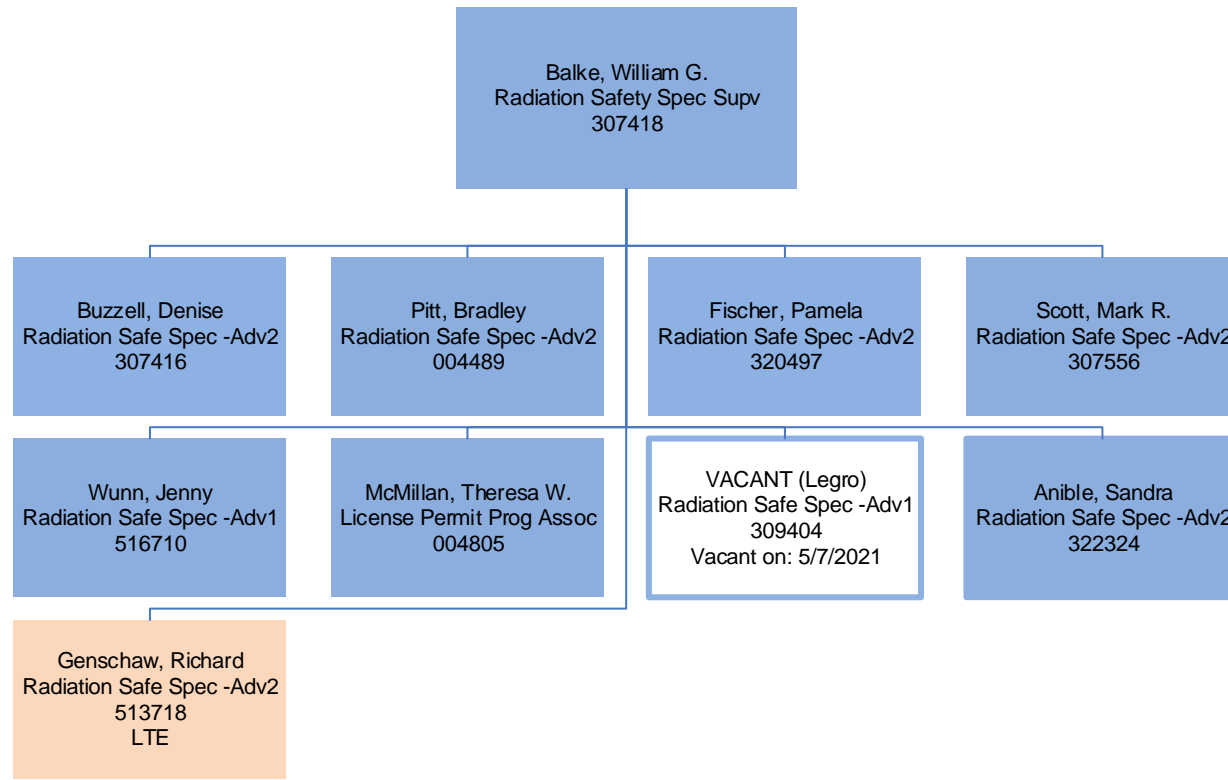 Balke, William G.
Radiation Safety Spec Supv
307418
Buzzell, Denise
Radiation Safe Spec -Adv2
307416
Pitt, Bradley
Radiation Safe Spec -Adv2
004489
Fischer, Pamela
Radiation Safe Spec -Adv2
320497
Scott, Mark R.
Radiation Safe Spec -Adv2
307556
Wunn, Jenny
Radiation Safe Spec -Adv1
516710
McMillan, Theresa W.
License Permit Prog Assoc
004805
VACANT (Legro)
Radiation Safe Spec -Adv1
309404
Vacant on: 5/7/2021
Anible, Sandra
Radiation Safe Spec -Adv2
322324
Genschaw, Richard
Radiation Safe Spec -Adv2
513718
LTE